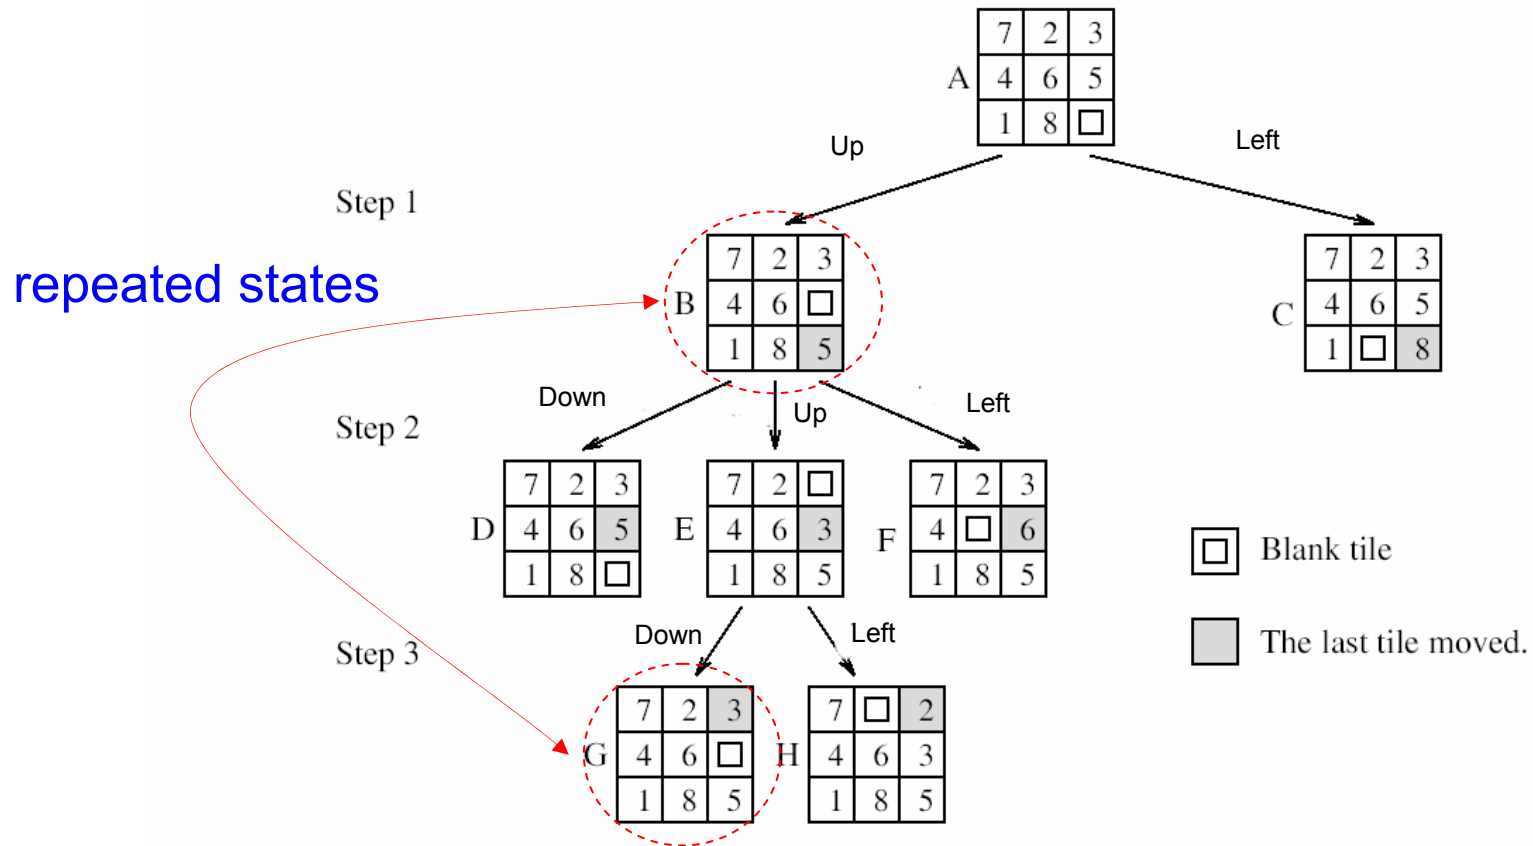 7 2 3
A
4 6 5
1 8
Up
Left
Step 1
repeated states
7 2 3
B
4 6
1 8 5
7 2 3
C
4 6 5
1 8
Down
Up
Left
Step 2
7 2 3
D
4 6 5
1 8
7 2
E
4 6 3
1 8 5
7 2 3
F
4 6
1 8 5
Blank tile
The last tile moved.
Down
Left
Step 3
7 2 3
G
4 6
1 8 5
7 2
H
4 6 3
1 8 5